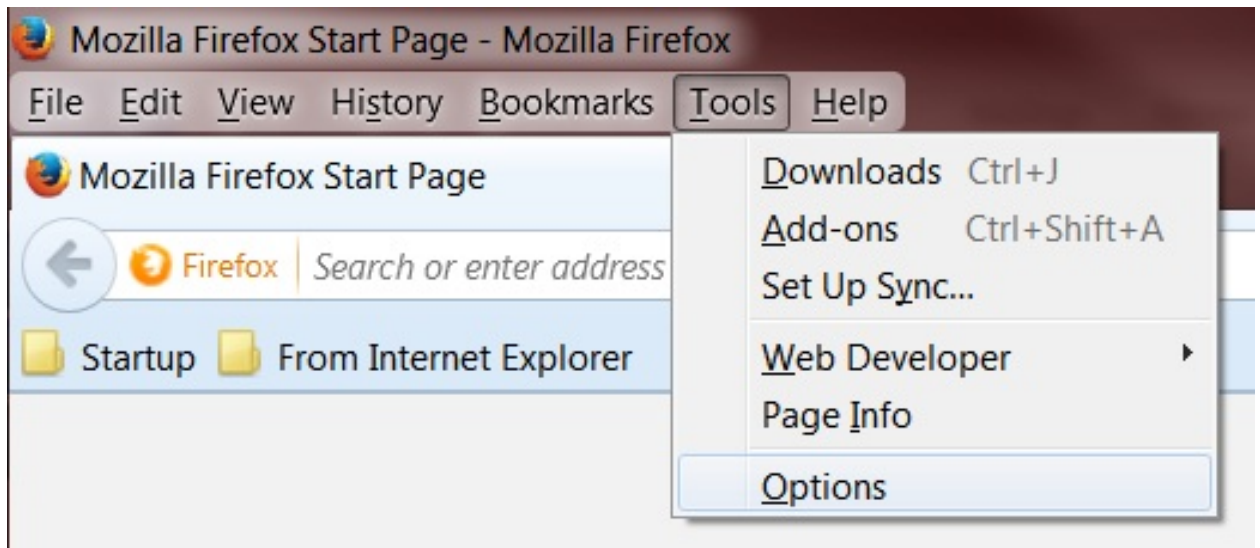 Mozilla Firefox Start Page - Mozilla Firefox
File Edit View History Bookmarks Tools Help
Mozilla Firefox Start Page
Firefox Search or enter address
Startup From Internet Explorer
Downloads Ctrl+J
Add-ons Ctrl+Shift+A
Set Up Sync...
Web Developer
Page Info
Options